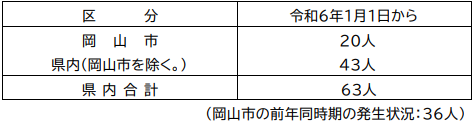 区　　　分　　令和6年1月1日から
岡　山　市　　20人
県内(岡山市を除く。)　　43人
県 内 合 計　　63人
(岡山市の前年同時期の発生状況:36人)